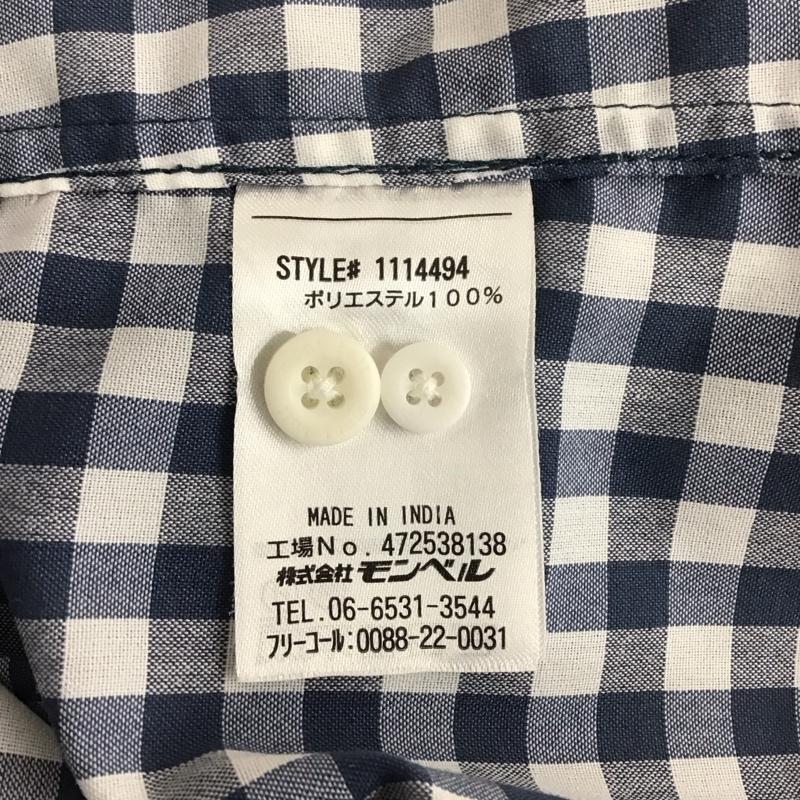 STYLE# 1114494
ポリエステル100%
MADE IN INDIA
工場No. 472538138
株式会社 モンベル
TEL.06-6531-3544
フリーコール:0088-22-0031